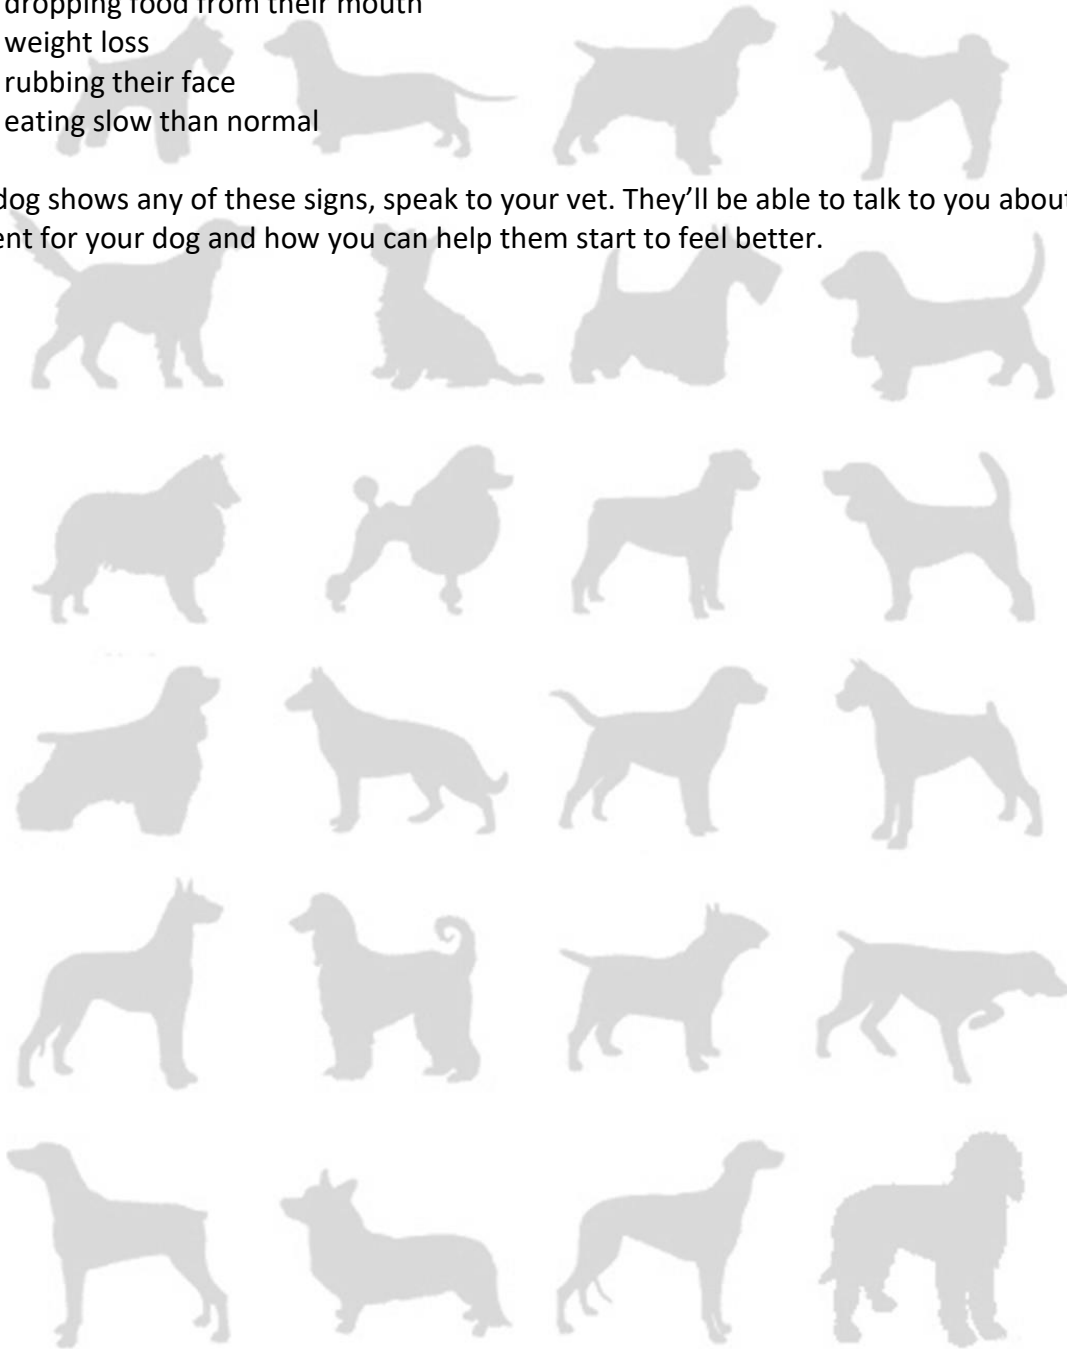 dropping food from their mouth
weight loss
rubbing their face
eating slow than normal
dog shows any of these signs, speak to your vet. They’ll be able to talk to you about
ent for your dog and how you can help them start to feel better.